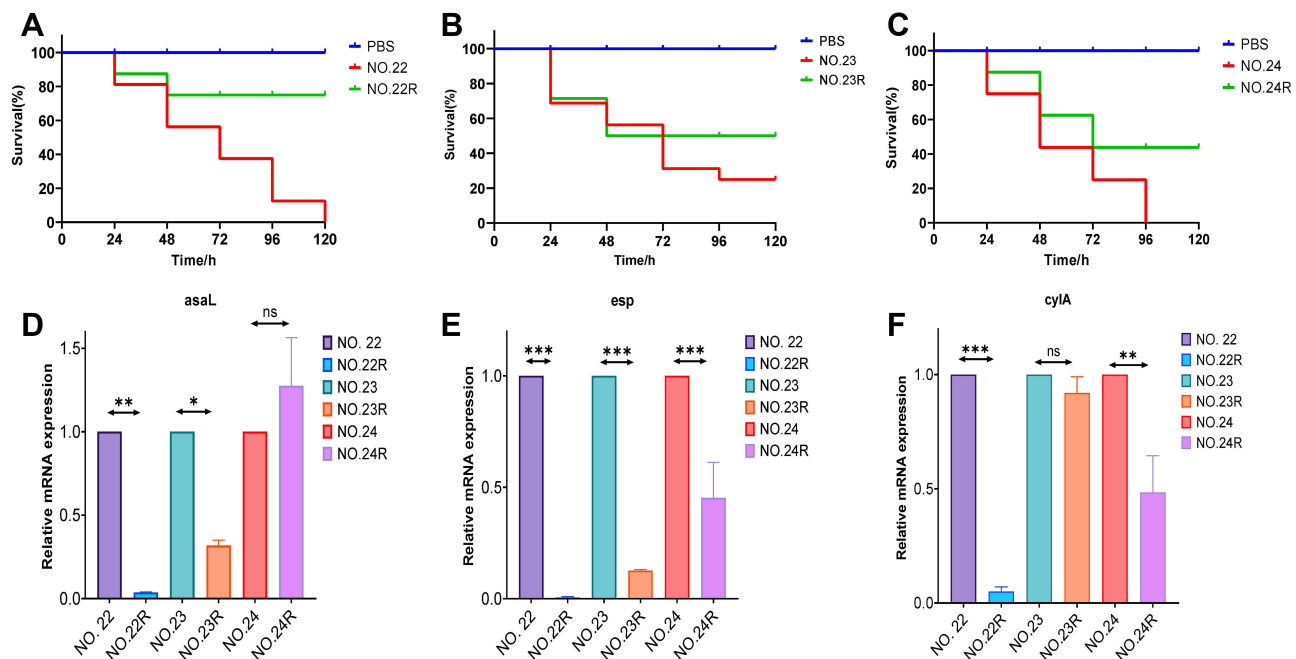 A
Survival(%)
100
80
60
40
20
0
0 24 48 72 96 120
Time/h
PBS
NO.22
NO.22R
B
Survival(%)
100
80
60
40
20
0
0 24 48 72 96 120
Time/h
PBS
NO.23
NO.23R
C
Survival(%)
100
80
60
40
20
0
0 24 48 72 96 120
Time/h
PBS
NO.24
NO.24R
D
asaL
Relative mRNA expression
1.5
1.0
0.5
0.0
** * ns
NO. 22 NO.22R NO.23 NO.23R NO.24 NO.24R
NO. 22
NO.22R
NO.23
NO.23R
NO.24
NO.24R
E
esp
Relative mRNA expression
1.0
0.5
0.0
*** *** ***
NO. 22 NO.22R NO.23 NO.23R NO.24 NO.24R
NO. 22
NO.22R
NO.23
NO.23R
NO.24
NO.24R
F
cylA
Relative mRNA expression
1.0
0.5
0.0
*** ns **
NO. 22 NO.22R NO.23 NO.23R NO.24 NO.24R
NO. 22
NO.22R
NO.23
NO.23R
NO.24
NO.24R